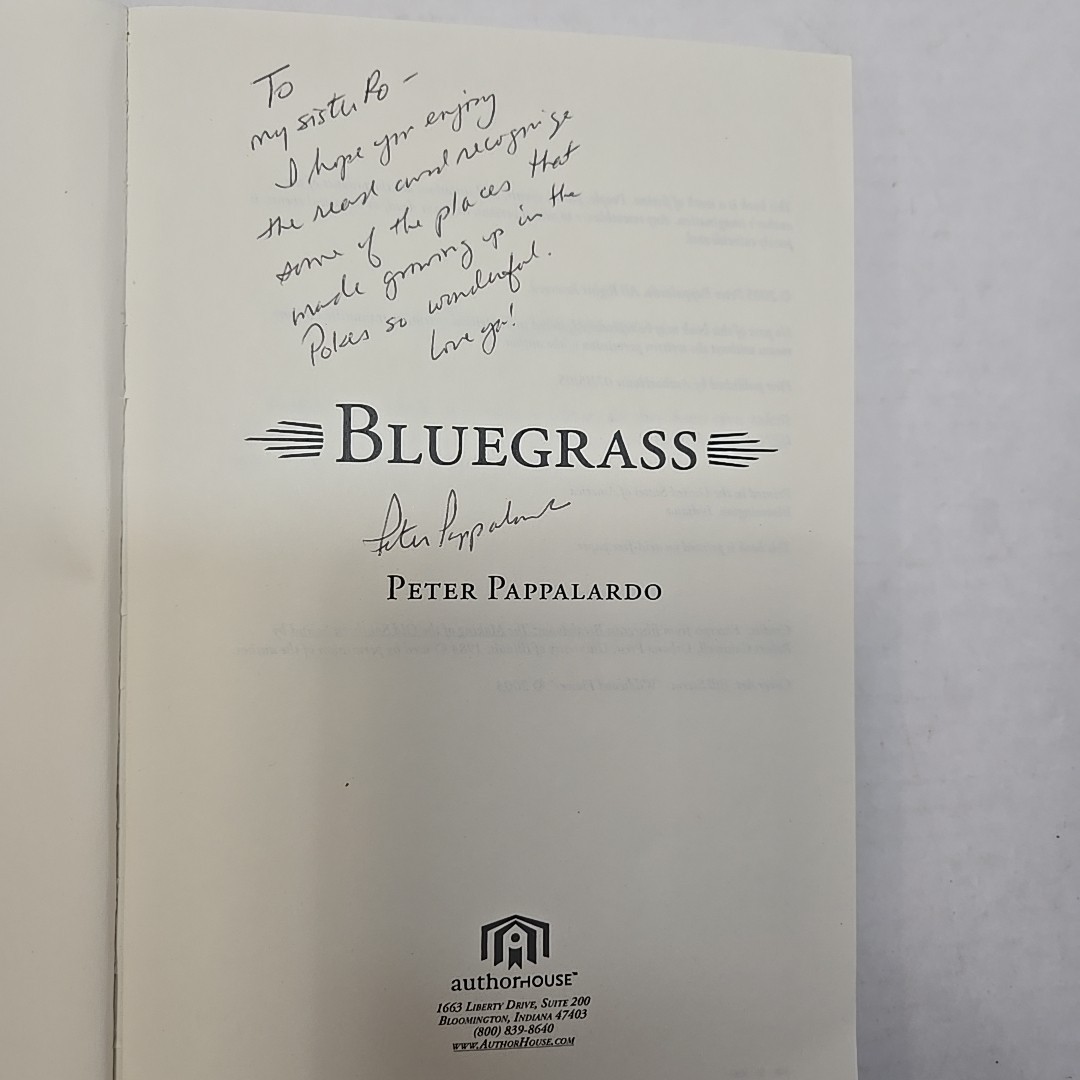 To
my sister Ro -
I hope you enjoy
the read and recognize
some of the places that
made growing up in the
Pokes so wonderful.
Love ya!
BLUEGRASS
Peter Pappalardo
PETER PAPPALARDO
authorHOUSE™
1663 LIBERTY DRIVE, SUITE 200
BLOOMINGTON, INDIANA 47403
(800) 839-8640
WWW.AUTHORHOUSE.COM